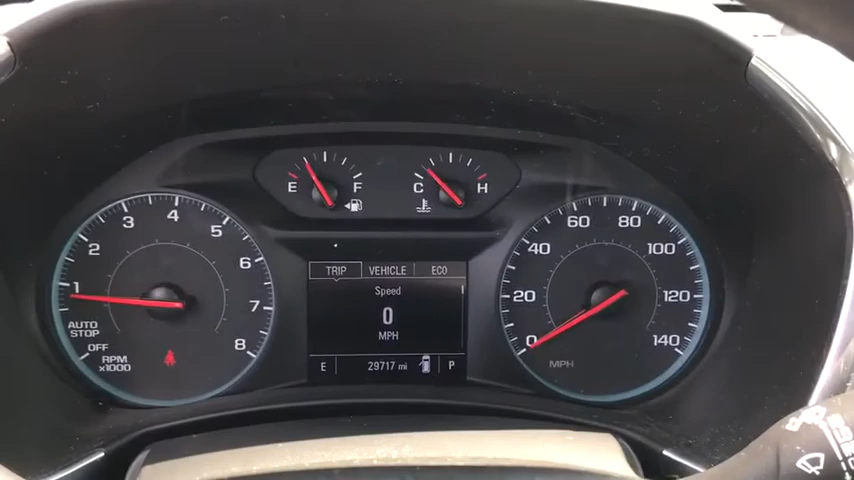 E F
C H
1 2 3 4 5 6 7 8
AUTO
STOP
OFF
RPM
x1000
TRIP VEHICLE ECO
Speed
0
MPH
E 29717 mi P
0 20 40 60 80 100 120 140
MPH